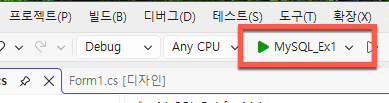 프로젝트(P) 빌드(B) 디버그(D) 테스트(S) 도구(T) 확장(X)
Debug Any CPU MySQL_Ex1
cs Form1.cs [디자인]